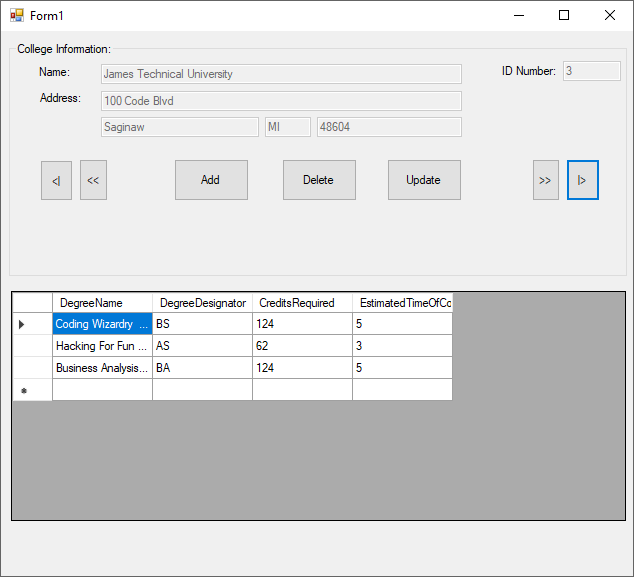 Form1
College Information:
Name: James Technical University ID Number: 3
Address: 100 Code Blvd
Saginaw MI 48604
<| << Add Delete Update >> |>
DegreeName DegreeDesignator CreditsRequired EstimatedTimeOfCo
Coding Wizardry ... BS 124 5
Hacking For Fun ... AS 62 3
Business Analysis... BA 124 5